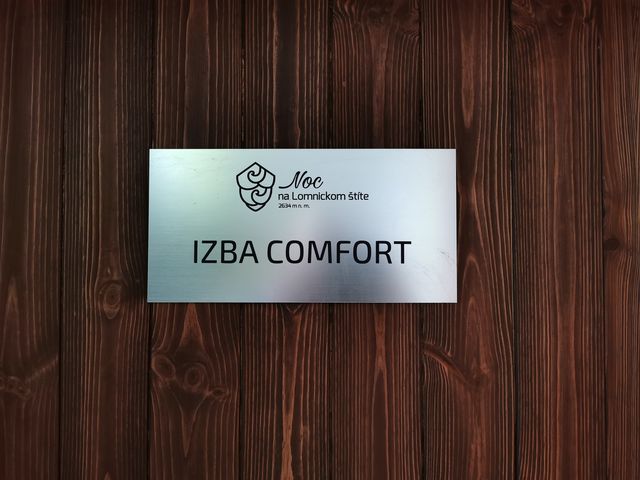 Noc
na Lomnickom štíte
2634 m n. m.
IZBA COMFORT